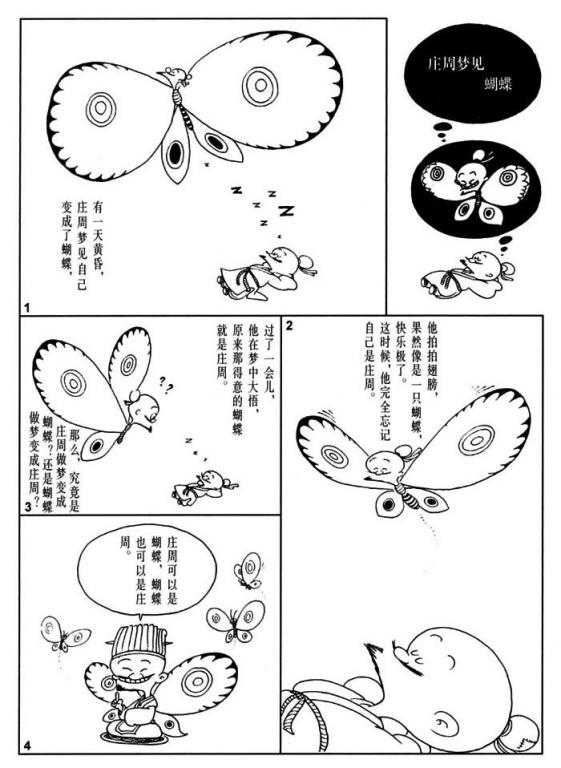 庄周梦见
蝴蝶
有一天黄昏，
庄周梦见自己
变成了蝴蝶，
z z z z z
1
2
他拍拍翅膀，
果然像是一只蝴蝶，
快乐极了。
这时候，他完全忘记
自己是庄周。
过了一会儿，
他在梦中大悟，
原来那得意的蝴蝶
就是庄周。
??
那么，究竟是
庄周做梦变成
蝴蝶？还是蝴蝶
做梦变成庄周？
z z z
3
庄周可以是
蝴蝶，蝴蝶
也可以是庄
周。
4